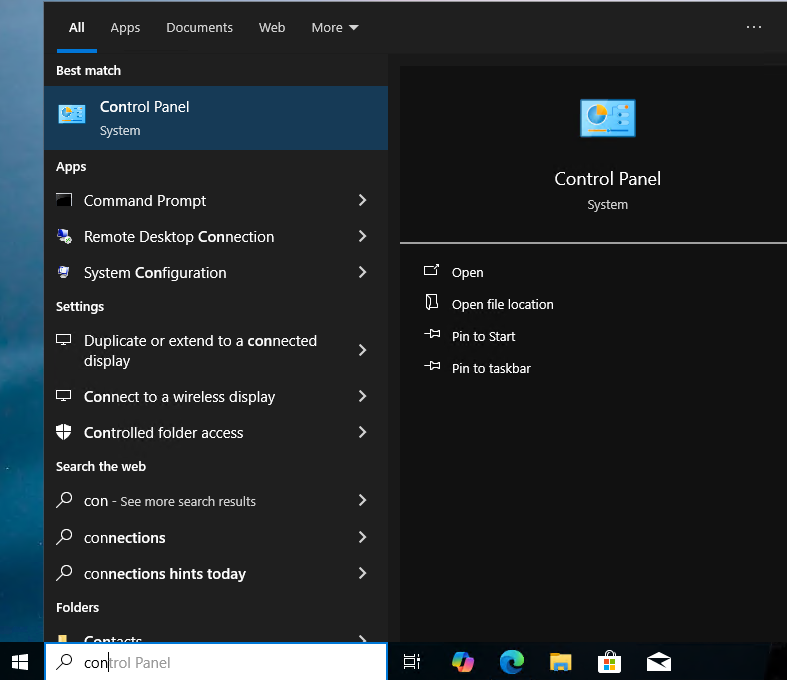 All Apps Documents Web More ...
Best match
Control Panel
System
Apps
Command Prompt
Remote Desktop Connection
System Configuration
Settings
Duplicate or extend to a connected
display
Connect to a wireless display
Controlled folder access
Search the web
con - See more search results
connections
connections hints today
Folders
Contacts
control Panel
Control Panel
System
Open
Open file location
Pin to Start
Pin to taskbar